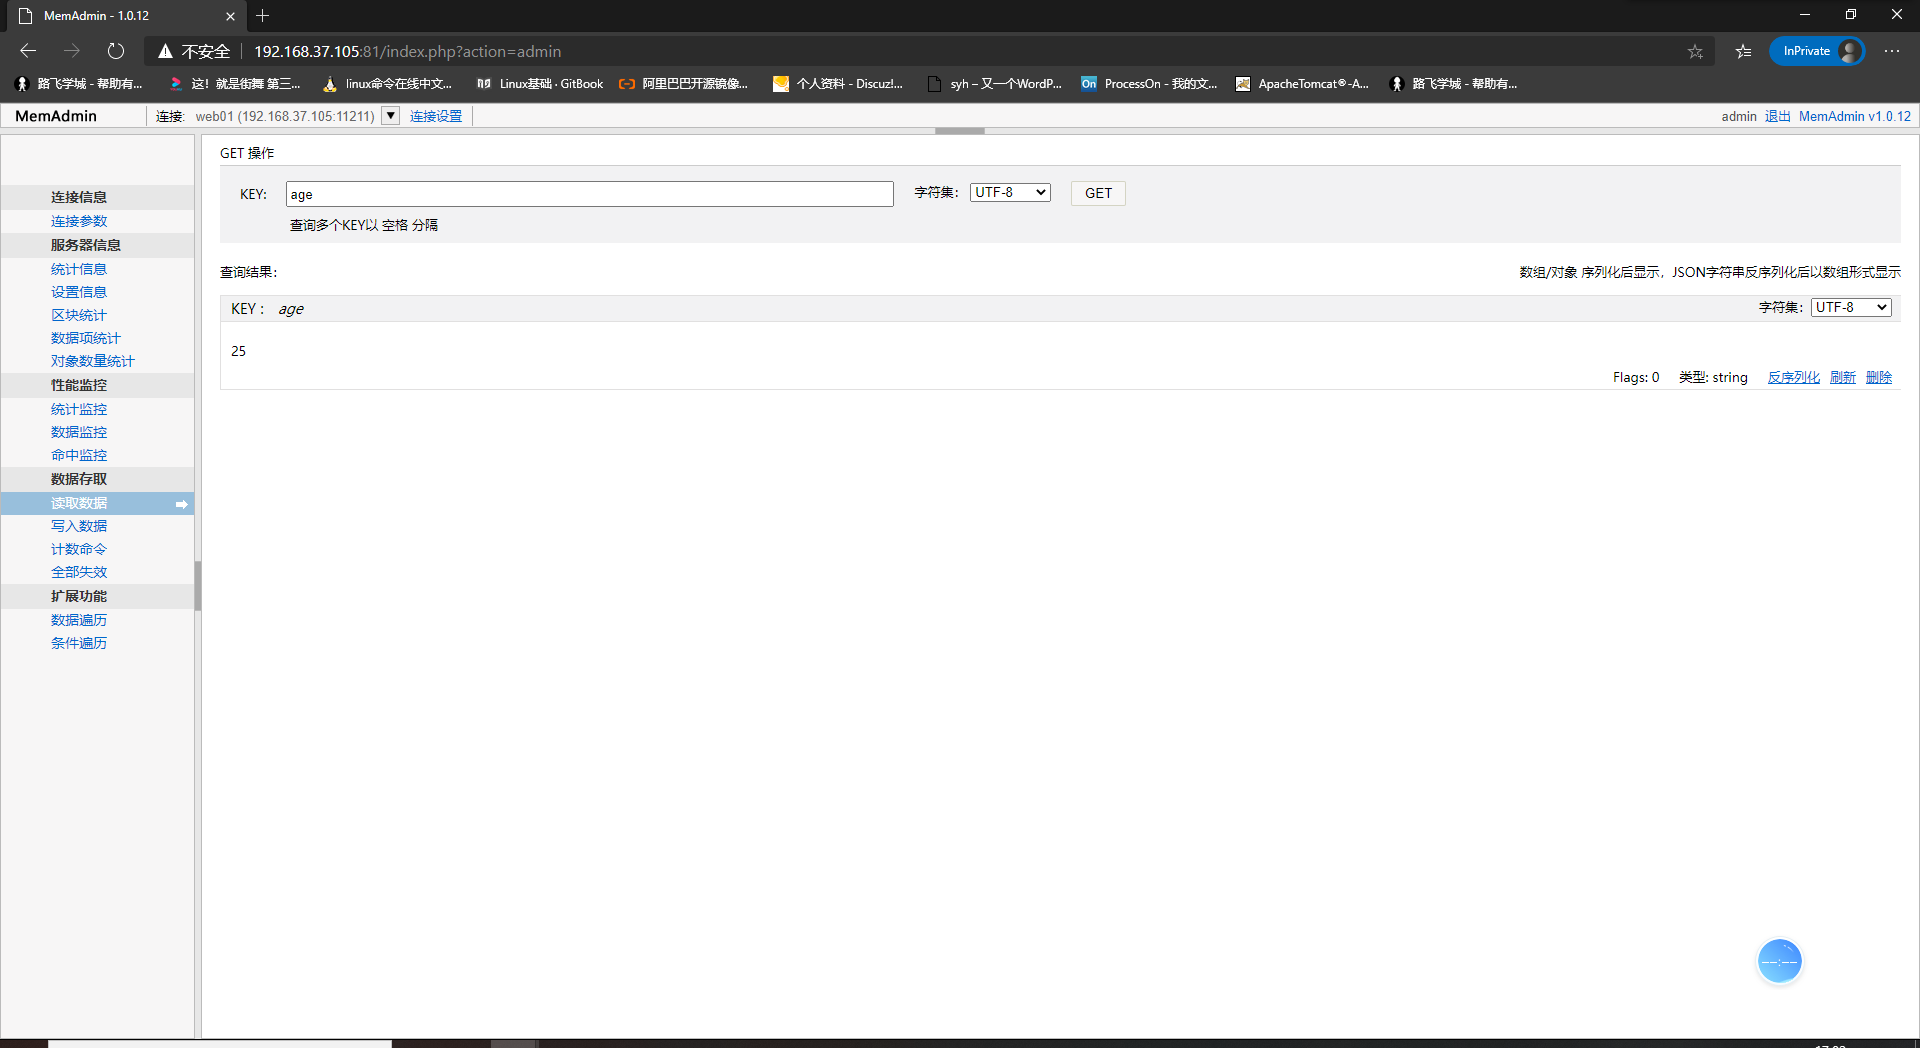 MemAdmin - 1.0.12
不安全 192.168.37.105:81/index.php?action=admin
InPrivate
路飞学城 - 帮助有... 这！就是街舞 第三... linux命令在线中文... Linux基础 · GitBook 阿里巴巴开源镜像... 个人资料 - Discuz!... syh – 又一个WordP... On ProcessOn - 我的文... ApacheTomcat®-A... 路飞学城 - 帮助有...
MemAdmin 连接: web01 (192.168.37.105:11211) 连接设置 admin 退出 MemAdmin v1.0.12
连接信息
连接参数
服务器信息
统计信息
设置信息
区块统计
数据项统计
对象数量统计
性能监控
统计监控
数据监控
命中监控
数据存取
读取数据
写入数据
计数命令
全部失效
扩展功能
数据遍历
条件遍历
GET 操作
KEY: age 字符集: UTF-8 GET
查询多个KEY以 空格 分隔
查询结果: 数组/对象 序列化后显示，JSON字符串反序列化后以数组形式显示
KEY : age 字符集: UTF-8
25
Flags: 0 类型: string 反序列化 刷新 删除